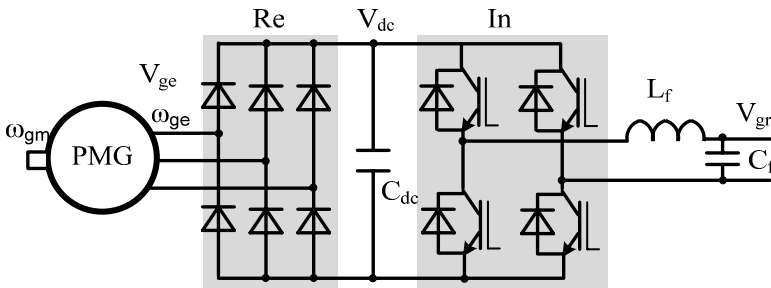 Re
V_dc
In
V_ge
ω_gm
ω_ge
PMG
C_dc
L_f
V_gr
C_f